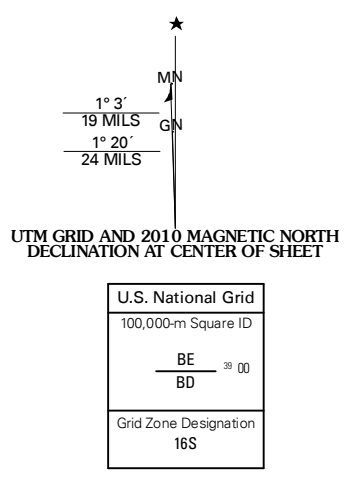 ★
MN
1° 3´
19 MILS
GN
1° 20´
24 MILS
UTM GRID AND 2010 MAGNETIC NORTH
DECLINATION AT CENTER OF SHEET
U.S. National Grid
100,000-m Square ID
BE
39 00
BD
Grid Zone Designation
16S